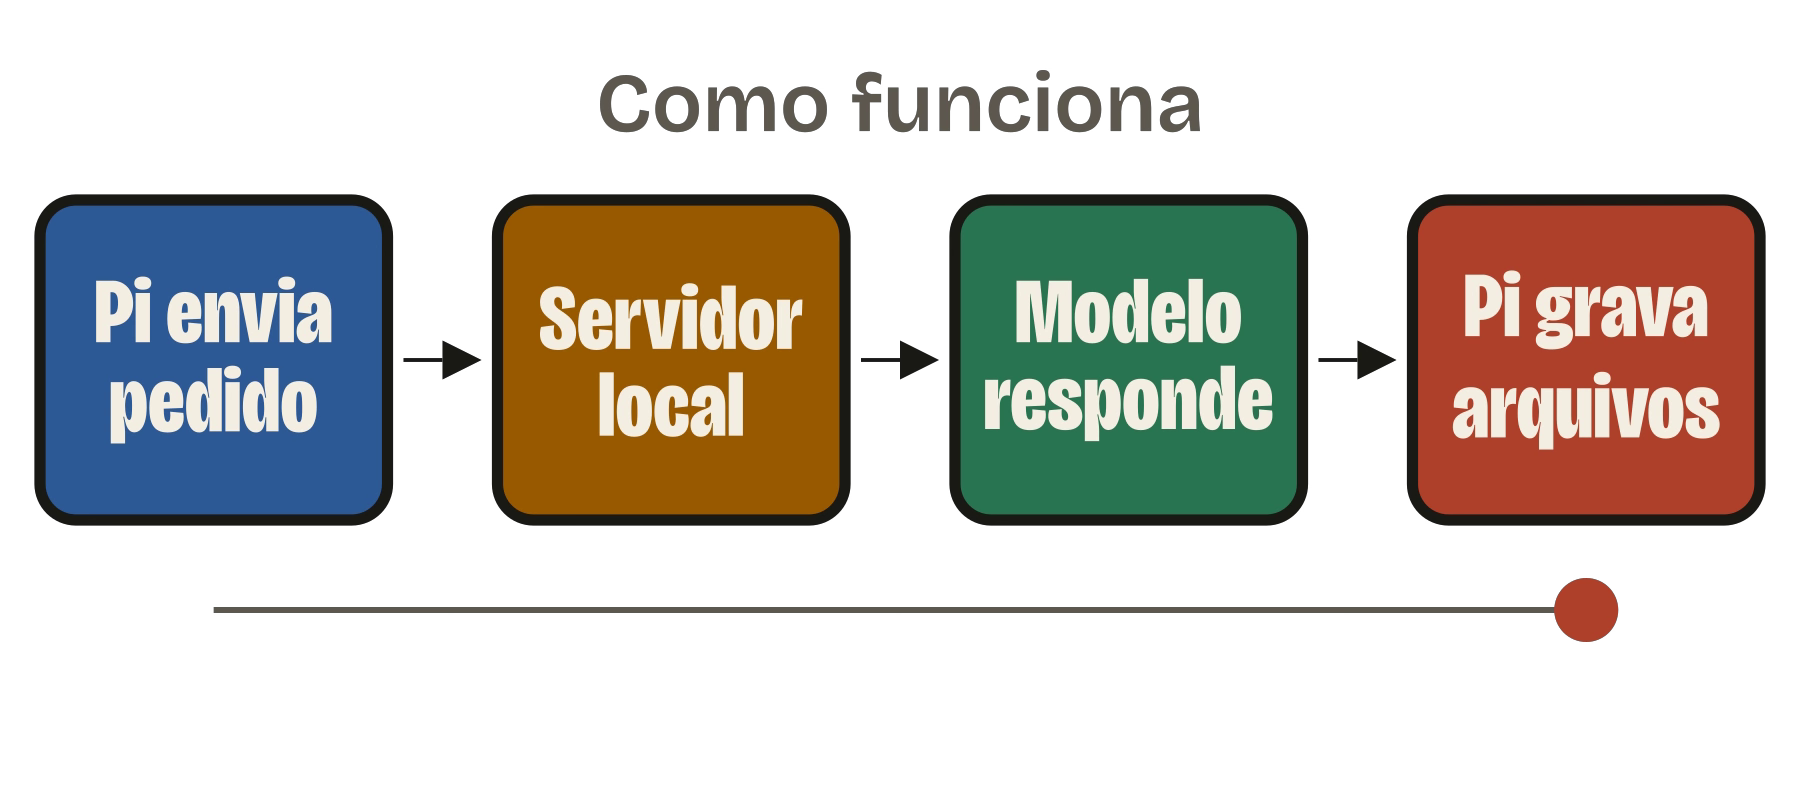 Como funciona
Pi envia
pedido
Servidor
local
Modelo
responde
Pi grava
arquivos